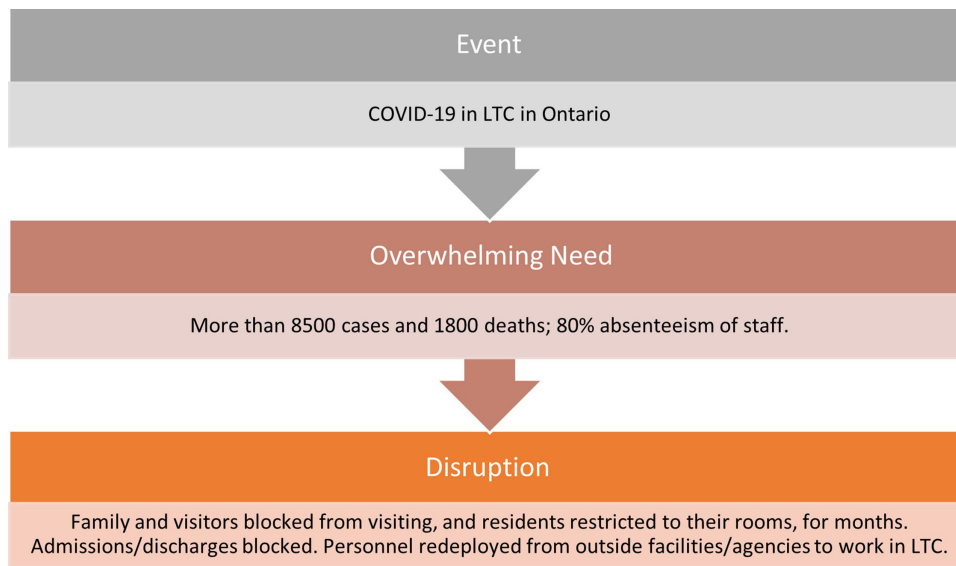 Event
COVID-19 in LTC in Ontario
Overwhelming Need
More than 8500 cases and 1800 deaths; 80% absenteeism of staff.
Disruption
Family and visitors blocked from visiting, and residents restricted to their rooms, for months.
Admissions/discharges blocked. Personnel redeployed from outside facilities/agencies to work in LTC.